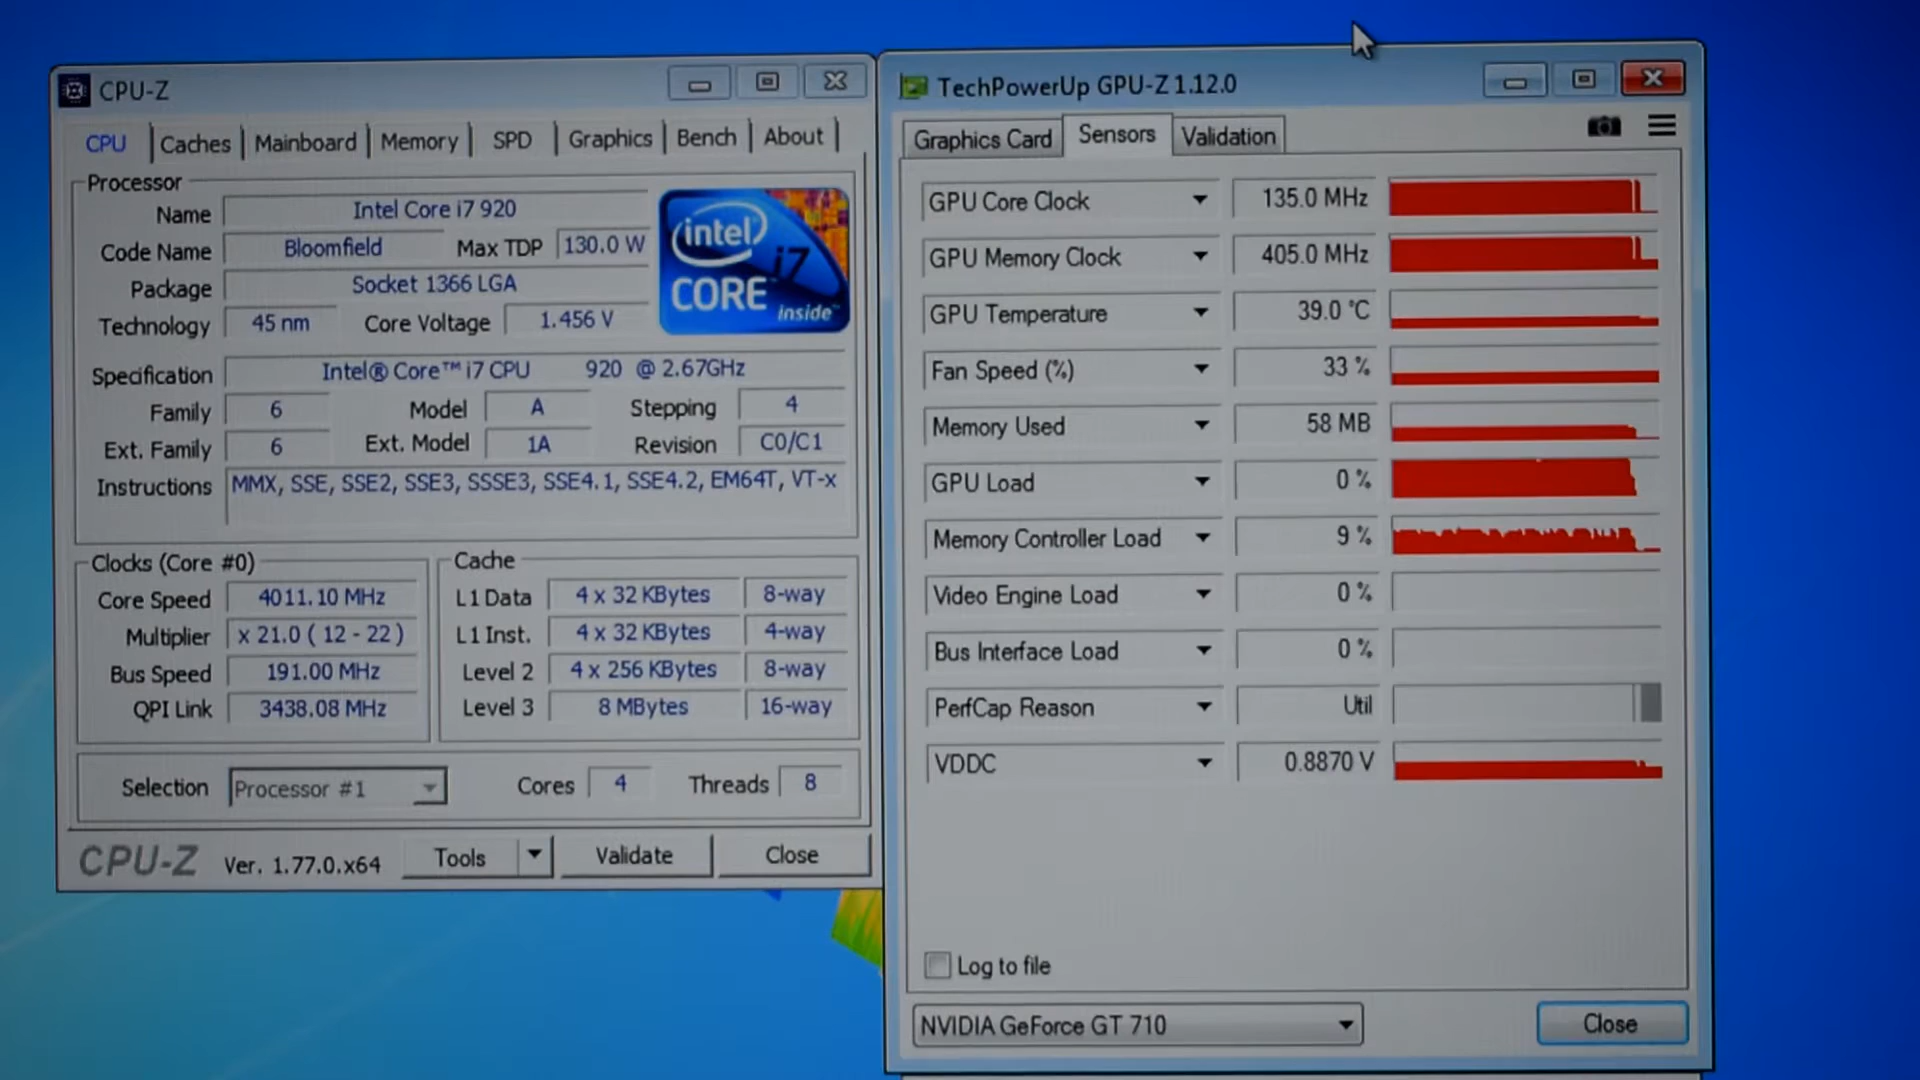 CPU-Z
CPU Caches Mainboard Memory SPD Graphics Bench About
Processor
Name Intel Core i7 920
Code Name Bloomfield Max TDP 130.0 W
Package Socket 1366 LGA
Technology 45 nm Core Voltage 1.456 V
intel i7
CORE inside™
Specification Intel® Core™ i7 CPU 920 @ 2.67GHz
Family 6 Model A Stepping 4
Ext. Family 6 Ext. Model 1A Revision C0/C1
Instructions MMX, SSE, SSE2, SSE3, SSSE3, SSE4.1, SSE4.2, EM64T, VT-x
Clocks (Core #0)
Core Speed 4011.10 MHz
Multiplier x 21.0 ( 12 - 22 )
Bus Speed 191.00 MHz
QPI Link 3438.08 MHz
Cache
L1 Data 4 x 32 KBytes 8-way
L1 Inst. 4 x 32 KBytes 4-way
Level 2 4 x 256 KBytes 8-way
Level 3 8 MBytes 16-way
Selection Processor #1 Cores 4 Threads 8
CPU-Z Ver. 1.77.0.x64 Tools Validate Close
TechPowerUp GPU-Z 1.12.0
Graphics Card Sensors Validation
GPU Core Clock 135.0 MHz
GPU Memory Clock 405.0 MHz
GPU Temperature 39.0 °C
Fan Speed (%) 33 %
Memory Used 58 MB
GPU Load 0 %
Memory Controller Load 9 %
Video Engine Load 0 %
Bus Interface Load 0 %
PerfCap Reason Util
VDDC 0.8870 V
Log to file
NVIDIA GeForce GT 710 Close